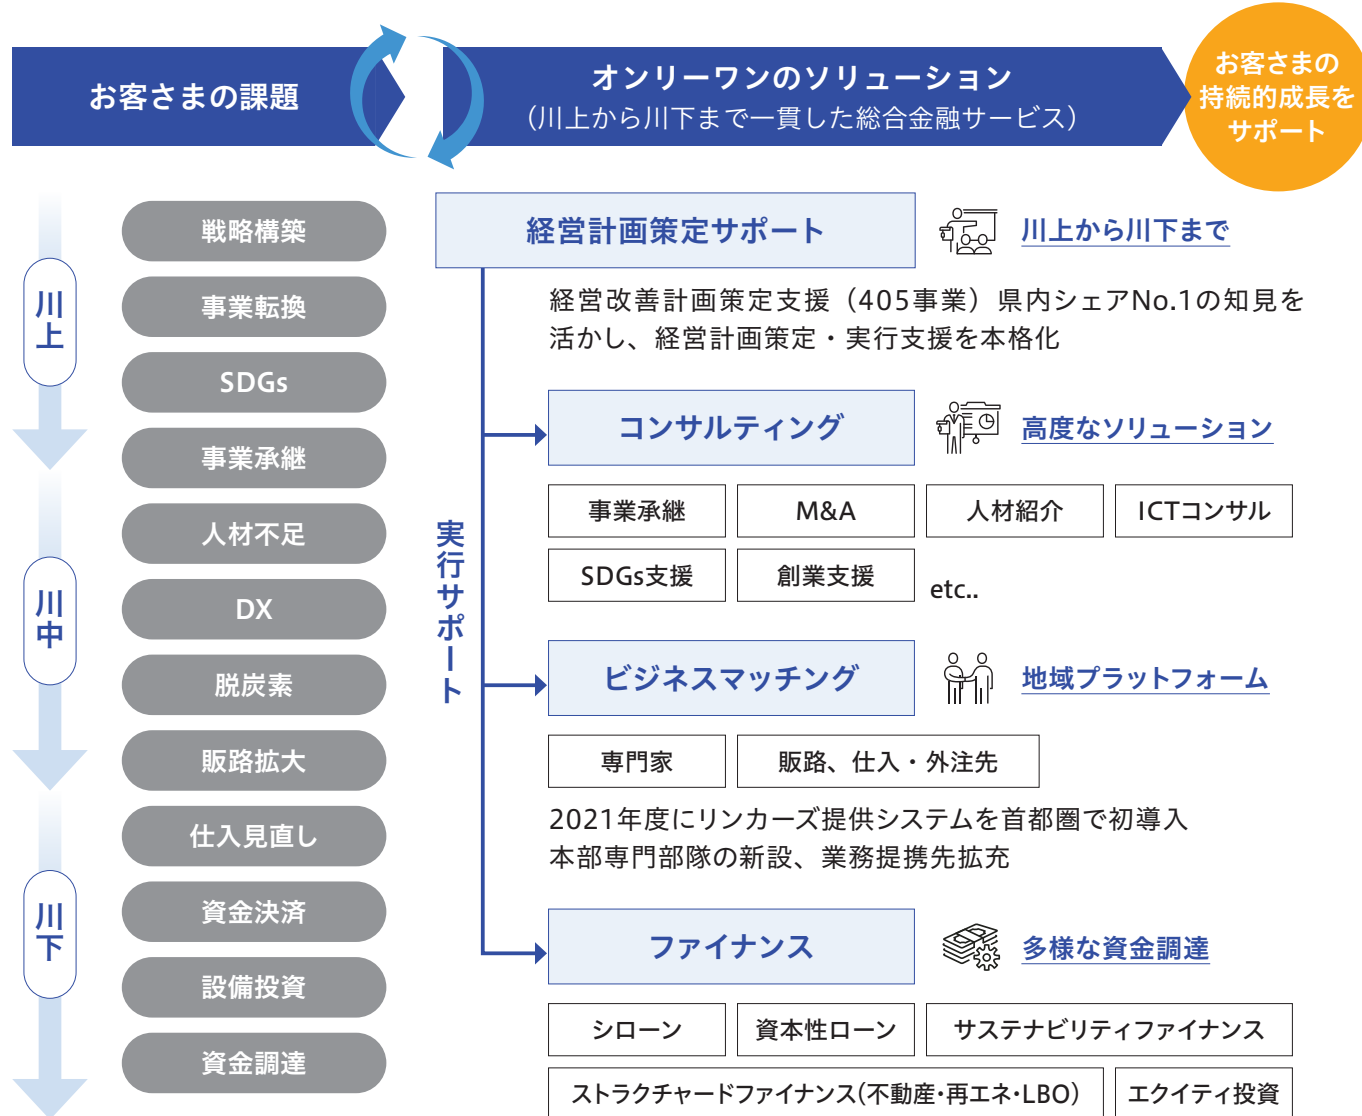 お客さまの課題
オンリーワンのソリューション
（川上から川下まで一貫した総合金融サービス）
お客さまの
持続的成長を
サポート
川上
川中
川下
戦略構築
事業転換
SDGs
事業承継
人材不足
DX
脱炭素
販路拡大
仕入見直し
資金決済
設備投資
資金調達
実行サポート
経営計画策定サポート
川上から川下まで
経営改善計画策定支援（405事業）県内シェアNo.1の知見を
活かし、経営計画策定・実行支援を本格化
コンサルティング
高度なソリューション
事業承継
M&A
人材紹介
ICTコンサル
SDGs支援
創業支援
etc..
ビジネスマッチング
地域プラットフォーム
専門家
販路、仕入・外注先
2021年度にリンカーズ提供システムを首都圏で初導入
本部専門部隊の新設、業務提携先拡充
ファイナンス
多様な資金調達
シローン
資本性ローン
サステナビリティファイナンス
ストラクチャードファイナンス(不動産・再エネ・LBO)
エクイティ投資